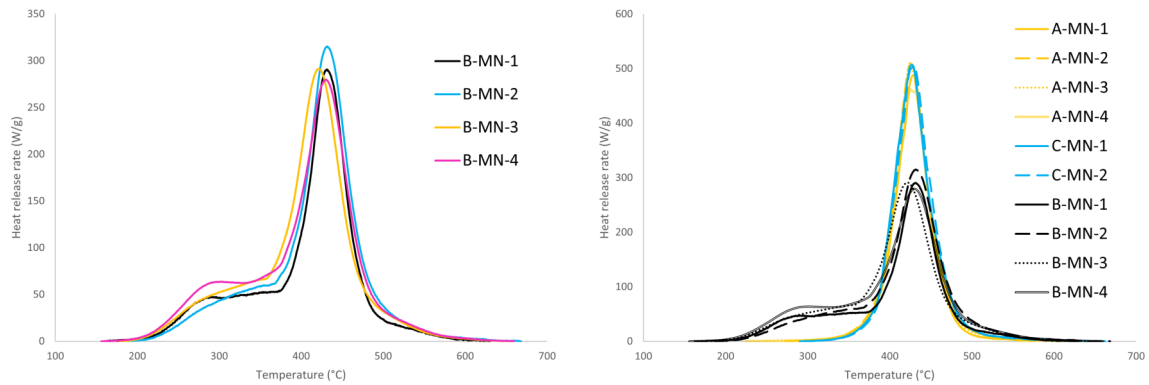 350
300
250
200
150
100
50
0
100
200
300
400
500
600
700
Heat release rate (W/g)
Temperature (°C)
B-MN-1
B-MN-2
B-MN-3
B-MN-4
600
500
400
300
200
100
0
100
200
300
400
500
600
700
Heat release rate (W/g)
Temperature (°C)
A-MN-1
A-MN-2
A-MN-3
A-MN-4
C-MN-1
C-MN-2
B-MN-1
B-MN-2
B-MN-3
B-MN-4